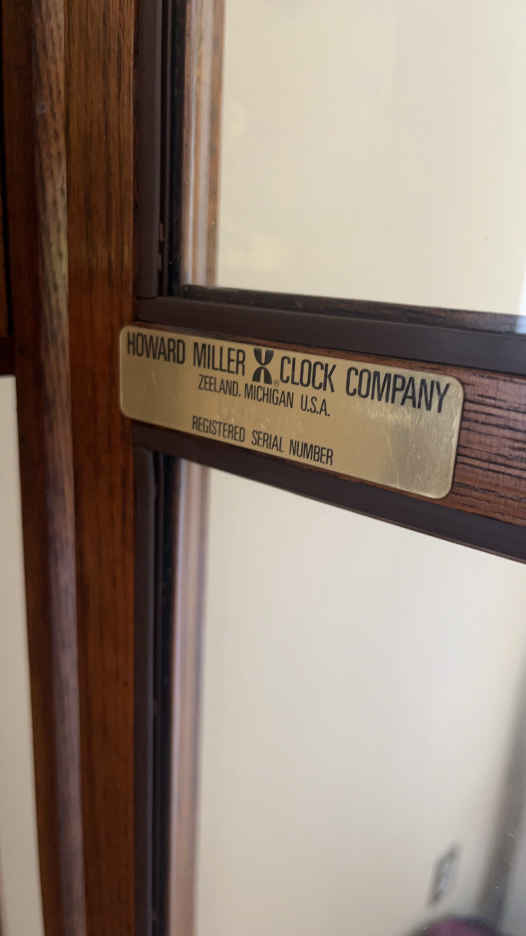 HOWARD MILLER CLOCK COMPANY
ZEELAND, MICHIGAN U.S.A.
REGISTERED SERIAL NUMBER